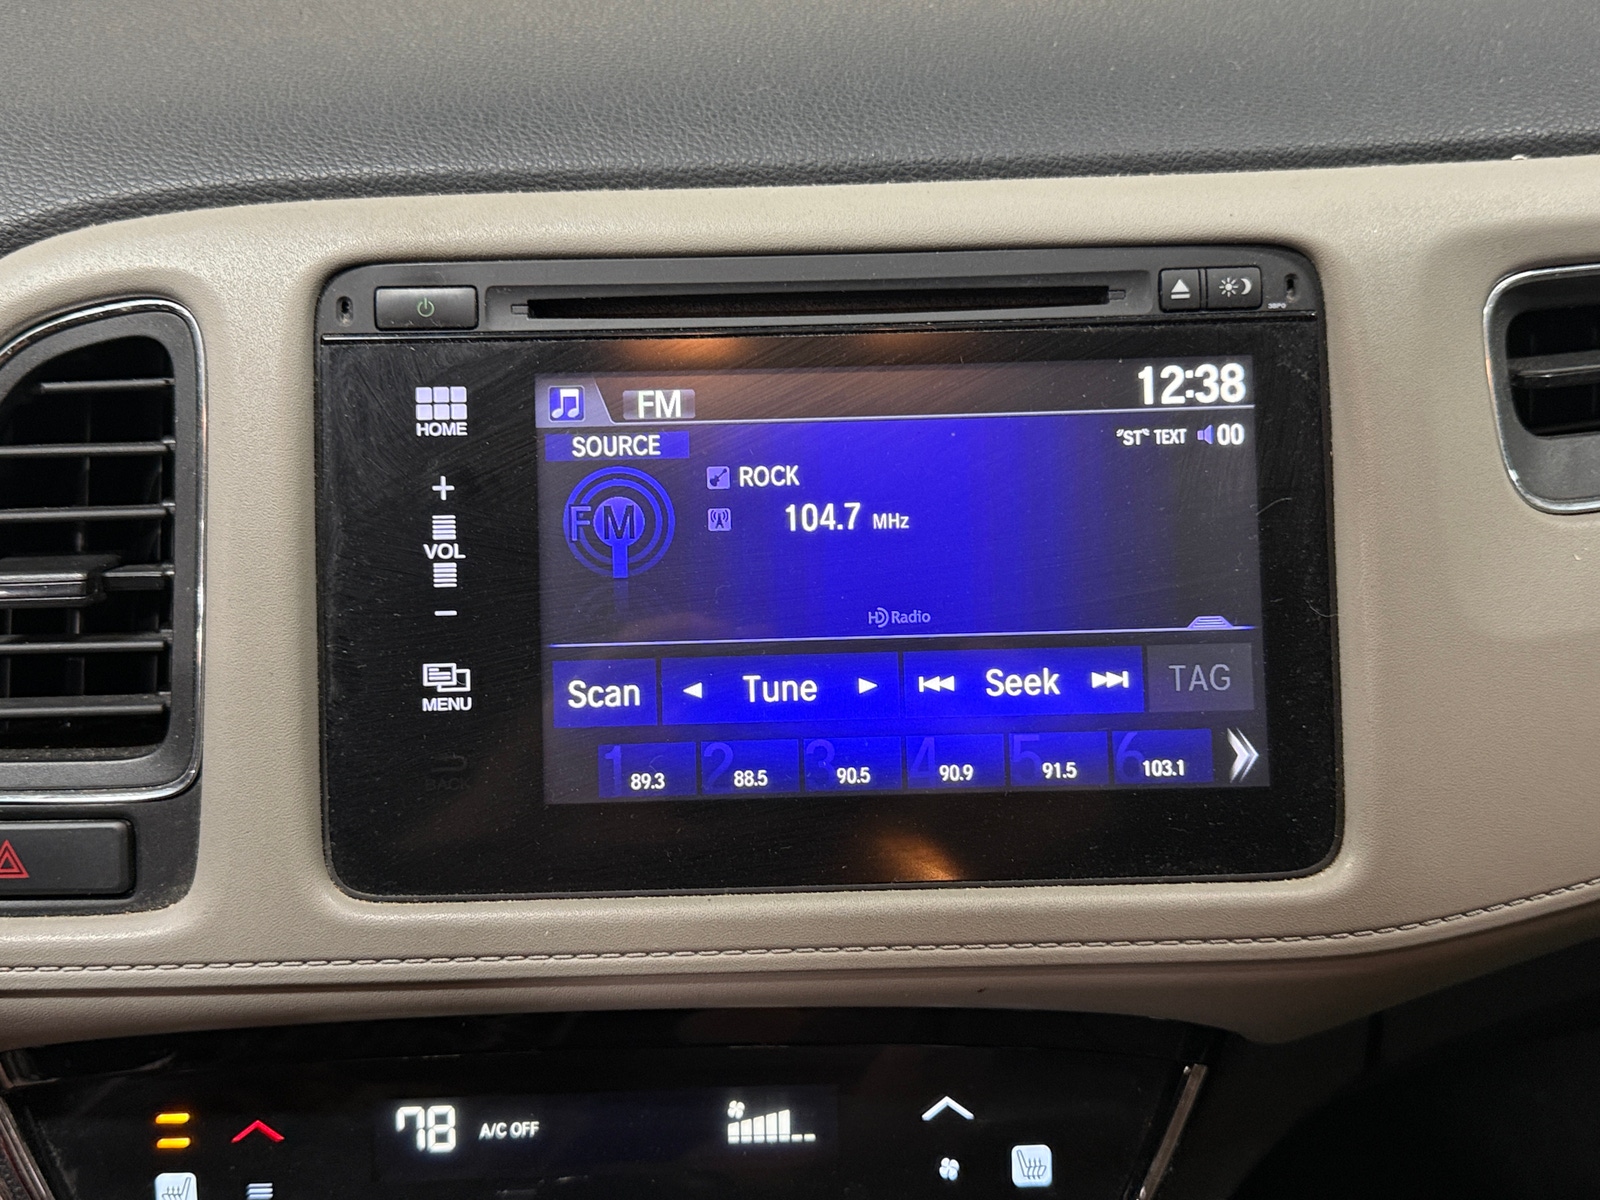 12:38
FM
HOME
SOURCE
"ST" TEXT 00
ROCK
FM
104.7 MHz
VOL
HD Radio
MENU
Scan
Tune
Seek
TAG
1 89.3
2 88.5
3 90.5
4 90.9
5 91.5
6 103.1
BACK
78
A/C OFF